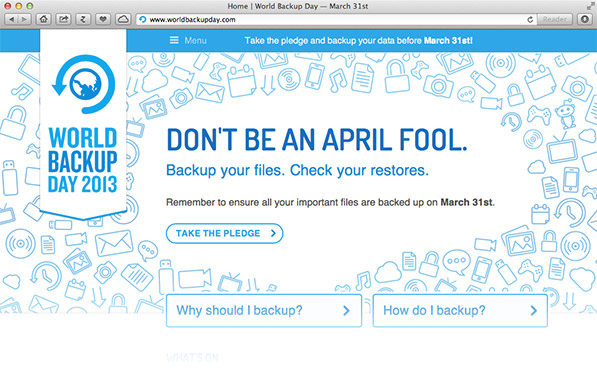 Home | World Backup Day — March 31st
www.worldbackupday.com
Reader
Menu
Take the pledge and backup your data before March 31st!
WORLD
BACKUP
DAY 2013
DON'T BE AN APRIL FOOL.
Backup your files. Check your restores.
Remember to ensure all your important files are backed up on March 31st.
TAKE THE PLEDGE
Why should I backup?
How do I backup?
WHAT'S ON